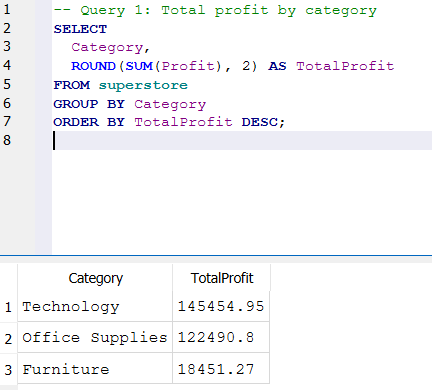 1 -- Query 1: Total profit by category
2 SELECT
3 Category,
4 ROUND(SUM(Profit), 2) AS TotalProfit
5 FROM superstore
6 GROUP BY Category
7 ORDER BY TotalProfit DESC;
8
Category TotalProfit
1 Technology 145454.95
2 Office Supplies 122490.8
3 Furniture 18451.27